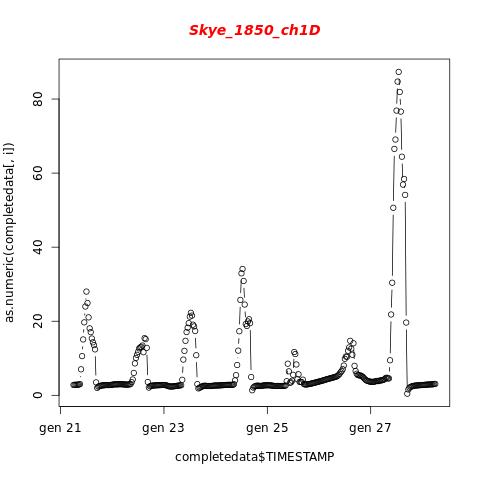 Skye_1850_ch1D
as.numeric(completedata[, i])
80
60
40
20
0
gen 21
gen 23
gen 25
gen 27
completedata$TIMESTAMP